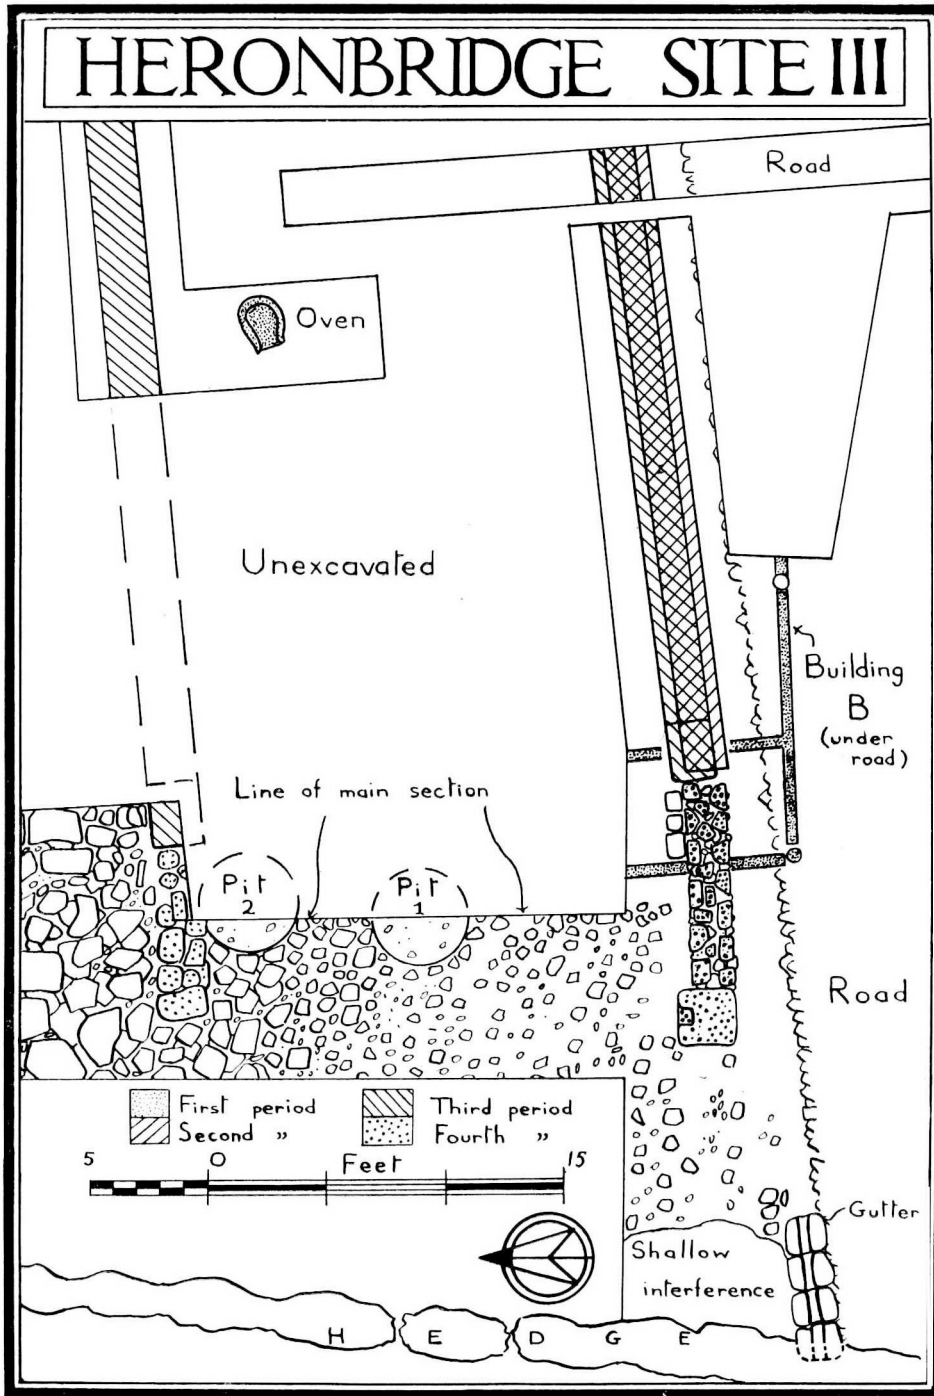 HERONBRIDGE SITE III
Road
Oven
Unexcavated
Building
B
(under
road)
Line of main section
Pit
2
Pit
1
Road
First period
Second „
Third period
Fourth „
5 0 Feet 15
Gutter
Shallow
interference
HEDGE